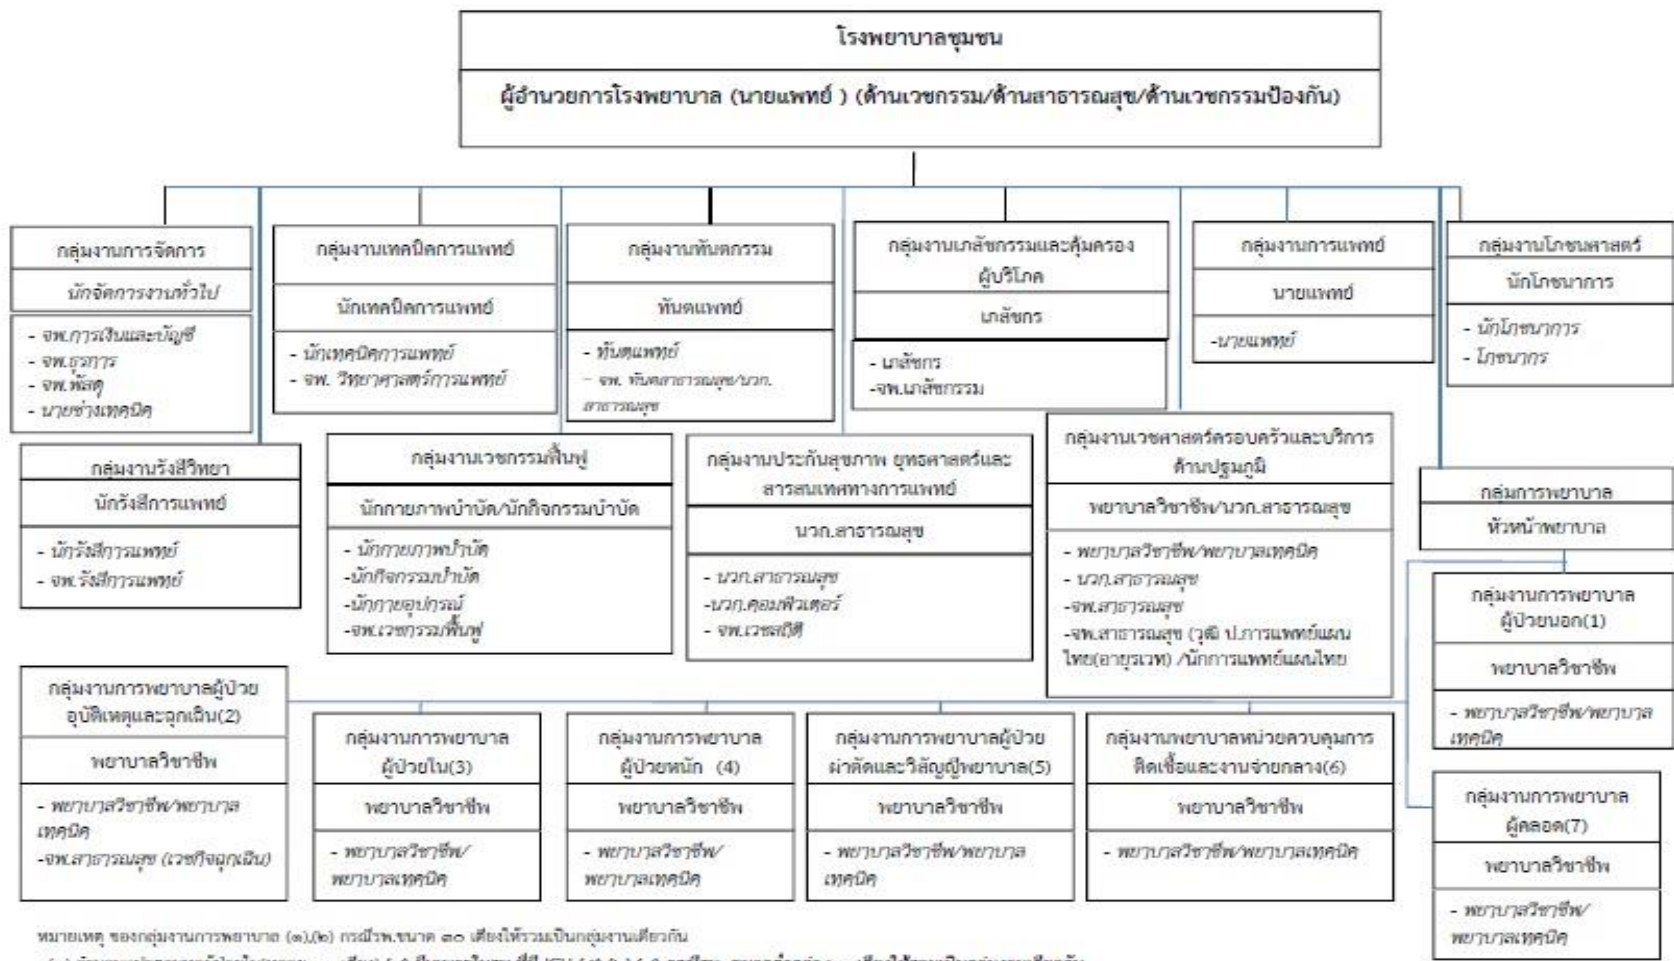 โรงพยาบาลชุมชน
ผู้อำนวยการโรงพยาบาล (นายแพทย์ ) (ด้านเวชกรรม/ด้านสาธารณสุข/ด้านเวชกรรมป้องกัน)
กลุ่มงานการจัดการ
นักจัดการงานทั่วไป
- จพ.การเงินและบัญชี
- จพ.ธุรการ
- จพ.พัสดุ
- นายช่างเทคนิค
กลุ่มงานเทคนิคการแพทย์
นักเทคนิคการแพทย์
- นักเทคนิคการแพทย์
- จพ. วิทยาศาสตร์การแพทย์
กลุ่มงานทันตกรรม
ทันตแพทย์
- ทันตแพทย์
- จพ. ทันตสาธารณสุข/นวก.
สาธารณสุข
กลุ่มงานเภสัชกรรมและคุ้มครอง
ผู้บริโภค
เภสัชกร
- เภสัชกร
-จพ.เภสัชกรรม
กลุ่มงานการแพทย์
นายแพทย์
-นายแพทย์
กลุ่มงานโภชนศาสตร์
นักโภชนาการ
- นักโภชนาการ
- โภชนากร
กลุ่มงานรังสีวิทยา
นักรังสีการแพทย์
- นักรังสีการแพทย์
- จพ.รังสีการแพทย์
กลุ่มงานเวชกรรมฟื้นฟู
นักกายภาพบำบัด/นักกิจกรรมบำบัด
- นักกายภาพบำบัด
-นักกิจกรรมบำบัด
-นักกายอุปกรณ์
-จพ.เวชกรรมฟื้นฟู
กลุ่มงานประกันสุขภาพ ยุทธศาสตร์และ
สารสนเทศทางการแพทย์
นวก.สาธารณสุข
- นวก.สาธารณสุข
-นวก.คอมพิวเตอร์
- จพ.เวชสถิติ
กลุ่มงานเวชศาสตร์ครอบครัวและบริการ
ด้านปฐมภูมิ
พยาบาลวิชาชีพ/นวก.สาธารณสุข
- พยาบาลวิชาชีพ/พยาบาลเทคนิค
- นวก.สาธารณสุข
-จพ.สาธารณสุข
-จพ.สาธารณสุข (วุฒิ ป.การแพทย์แผน
ไทย(อายุรเวท) /นักการแพทย์แผนไทย
กลุ่มการพยาบาล
หัวหน้าพยาบาล
กลุ่มงานการพยาบาล
ผู้ป่วยนอก(1)
พยาบาลวิชาชีพ
- พยาบาลวิชาชีพ/พยาบาล
เทคนิค
กลุ่มงานการพยาบาลผู้ป่วย
อุบัติเหตุและฉุกเฉิน(2)
พยาบาลวิชาชีพ
- พยาบาลวิชาชีพ/พยาบาล
เทคนิค
-จพ.สาธารณสุข (เวชกิจฉุกเฉิน)
กลุ่มงานการพยาบาล
ผู้ป่วยใน(3)
พยาบาลวิชาชีพ
- พยาบาลวิชาชีพ/
พยาบาลเทคนิค
กลุ่มงานการพยาบาล
ผู้ป่วยหนัก (4)
พยาบาลวิชาชีพ
- พยาบาลวิชาชีพ/
พยาบาลเทคนิค
กลุ่มงานการพยาบาลผู้ป่วย
ผ่าตัดและวิสัญญีพยาบาล(5)
พยาบาลวิชาชีพ
- พยาบาลวิชาชีพ/พยาบาล
เทคนิค
กลุ่มงานพยาบาลหน่วยควบคุมการ
ติดเชื้อและงานจ่ายกลาง(6)
พยาบาลวิชาชีพ
- พยาบาลวิชาชีพ/พยาบาลเทคนิค
กลุ่มงานการพยาบาล
ผู้คลอด(7)
พยาบาลวิชาชีพ
- พยาบาลวิชาชีพ/
พยาบาลเทคนิค
หมายเหตุ ของกลุ่มงานการพยาบาล (๑),(๒) กรณีรพ.ขนาด ๓๐ เตียงให้รวมเป็นกลุ่มงานเดียวกัน